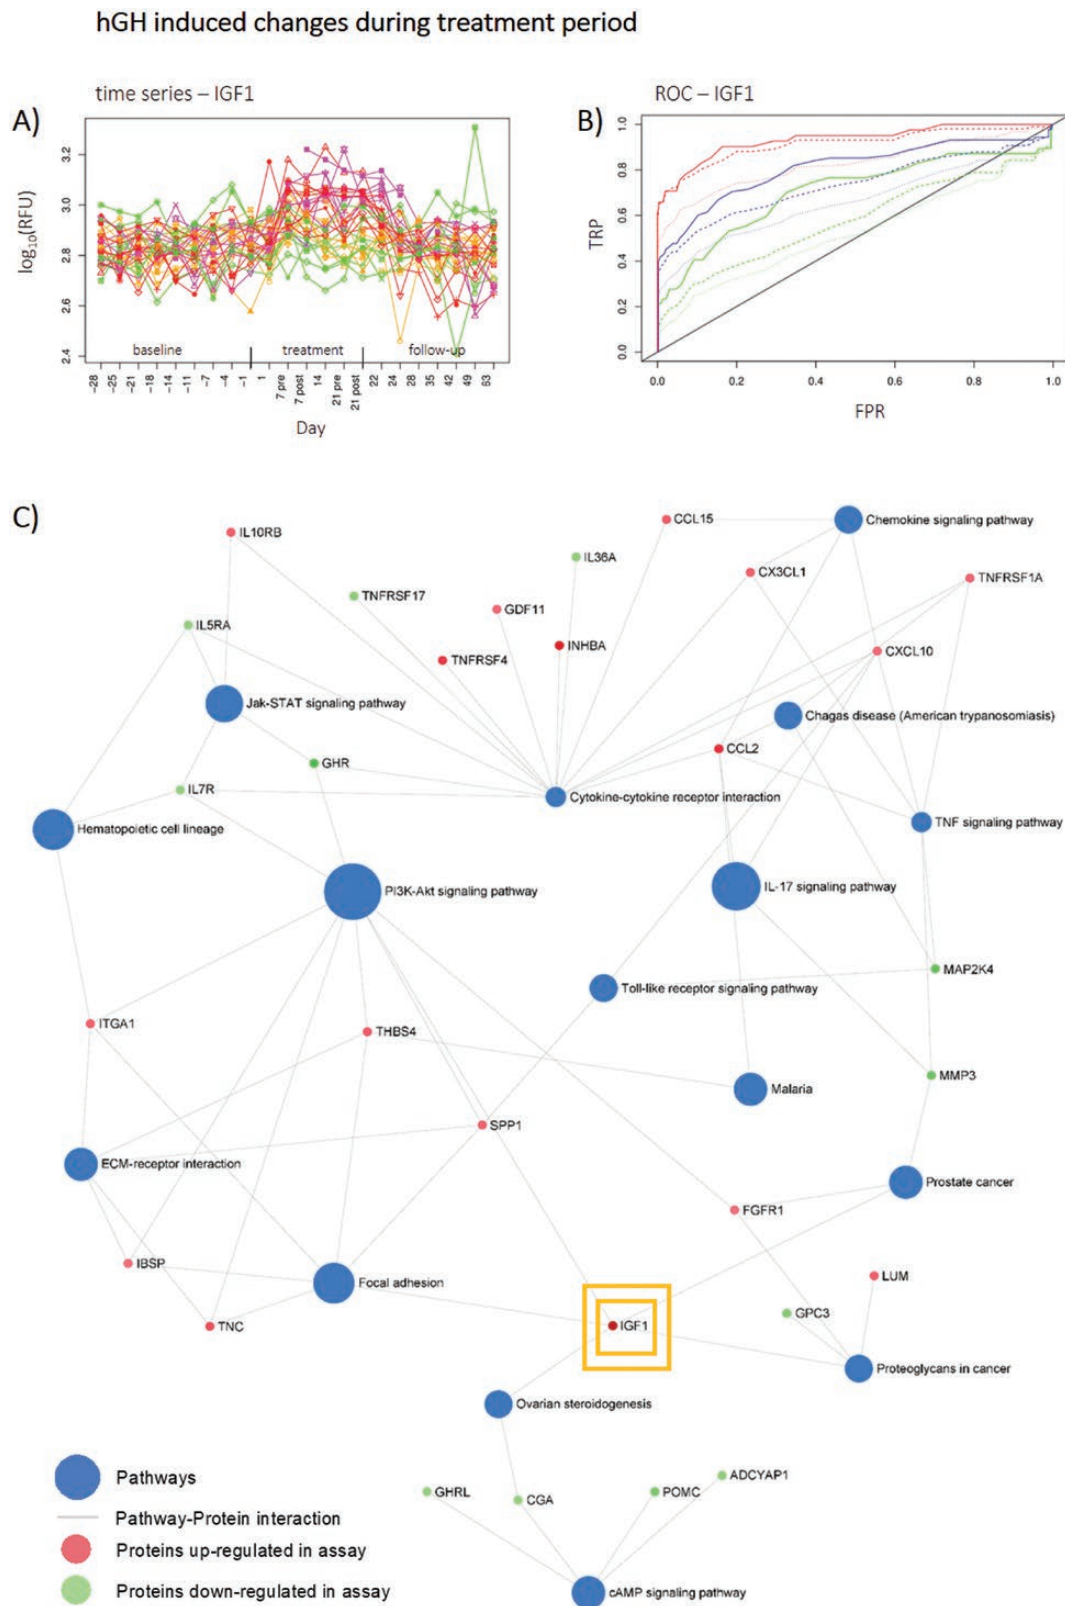 hGH induced changes during treatment period
time series – IGF1
ROC – IGF1
A)
B)
log10(RFU)
3.2
3.0
2.8
2.6
2.4
baseline
treatment
follow-up
-28
-25
-21
-18
-14
-11
-7
-4
-1
1
7 pre
7 post
14
21 pre
21 post
22
24
28
35
42
49
63
Day
TRP
1.0
0.8
0.6
0.4
0.2
0.0
0.0
0.2
0.4
0.6
0.8
1.0
FPR
C)
CCL15
Chemokine signaling pathway
IL10RB
IL36A
CX3CL1
TNFRSF1A
TNFRSF17
GDF11
IL5RA
INHBA
CXCL10
TNFRSF4
Jak-STAT signaling pathway
Chagas disease (American trypanosomiasis)
CCL2
GHR
IL7R
Cytokine-cytokine receptor interaction
Hematopoietic cell lineage
TNF signaling pathway
PI3K-Akt signaling pathway
IL-17 signaling pathway
MAP2K4
Toll-like receptor signaling pathway
ITGA1
THBS4
MMP3
Malaria
SPP1
ECM-receptor interaction
Prostate cancer
FGFR1
IBSP
LUM
Focal adhesion
GPC3
TNC
IGF1
Proteoglycans in cancer
Ovarian steroidogenesis
Pathways
ADCYAP1
GHRL
CGA
POMC
Pathway-Protein interaction
Proteins up-regulated in assay
Proteins down-regulated in assay
cAMP signaling pathway